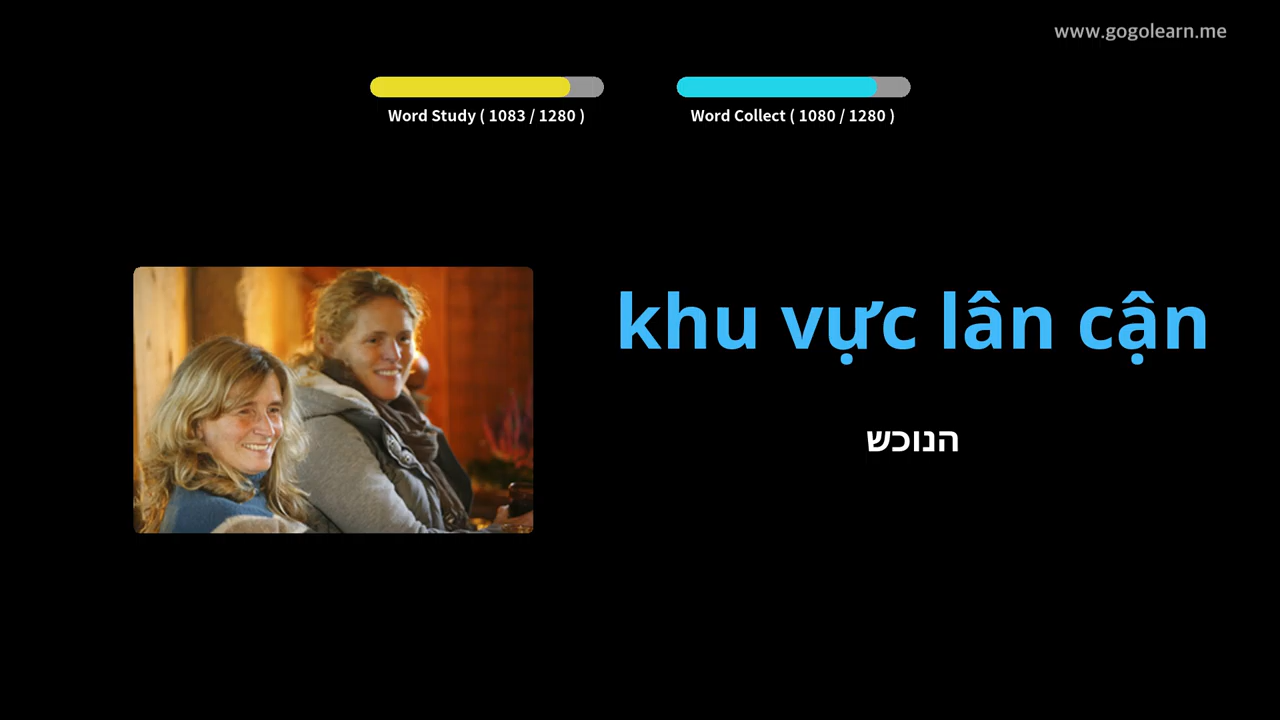 www.gogolearn.me
Word Study ( 1083 / 1280 )
Word Collect ( 1080 / 1280 )
khu vực lân cận
הנוכש